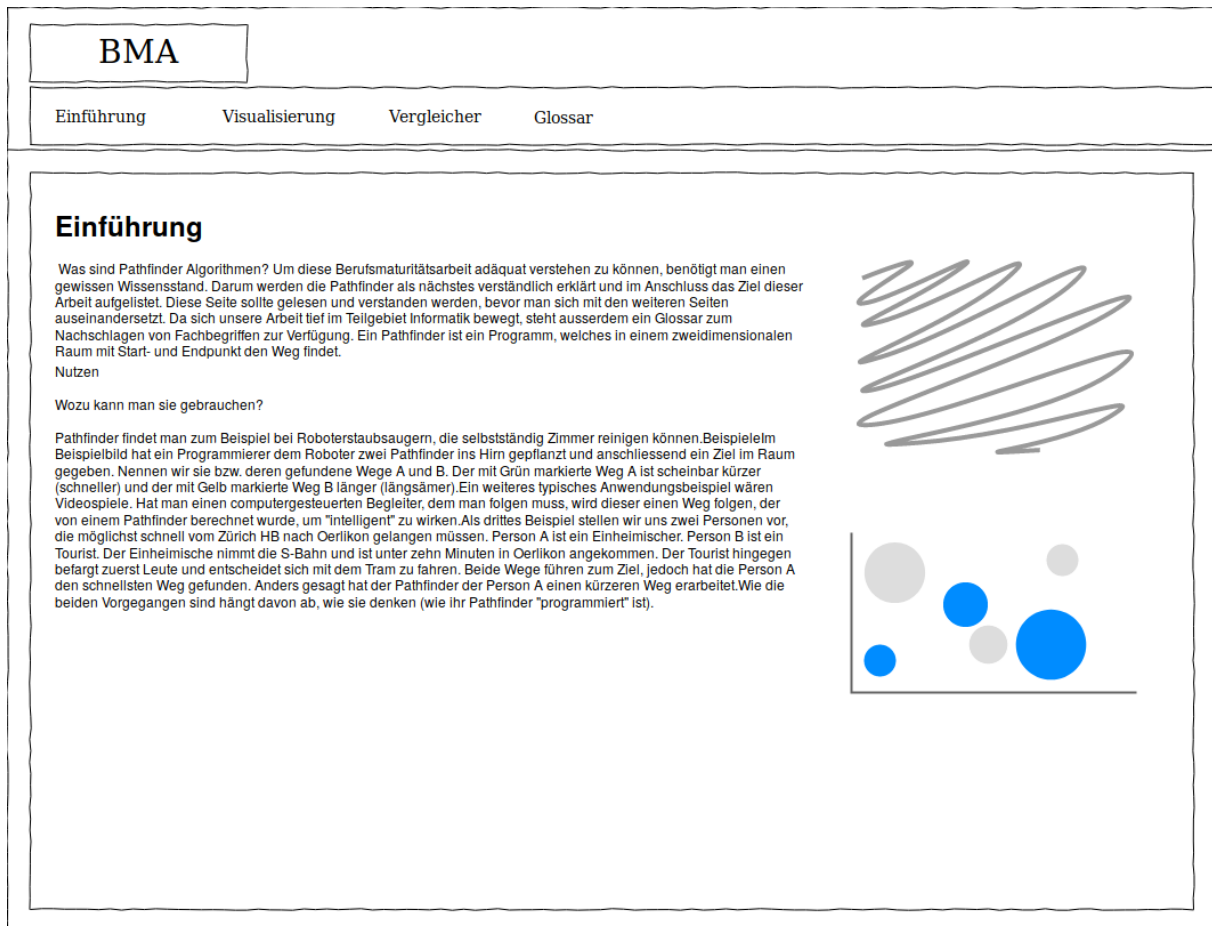 BMA
Einführung
Visualisierung
Vergleicher
Glossar
Einführung
Was sind Pathfinder Algorithmen? Um diese Berufsmaturitätsarbeit adäquat verstehen zu können, benötigt man einen
gewissen Wissensstand. Darum werden die Pathfinder als nächstes verständlich erklärt und im Anschluss das Ziel dieser
Arbeit aufgelistet. Diese Seite sollte gelesen und verstanden werden, bevor man sich mit den weiteren Seiten
auseinandersetzt. Da sich unsere Arbeit tief im Teilgebiet Informatik bewegt, steht ausserdem ein Glossar zum
Nachschlagen von Fachbegriffen zur Verfügung. Ein Pathfinder ist ein Programm, welches in einem zweidimensionalen
Raum mit Start- und Endpunkt den Weg findet.
Nutzen
Wozu kann man sie gebrauchen?
Pathfinder findet man zum Beispiel bei Roboterstaubsaugern, die selbstständig Zimmer reinigen können.BeispieleIm
Beispielbild hat ein Programmierer dem Roboter zwei Pathfinder ins Hirn gepflanzt und anschliessend ein Ziel im Raum
gegeben. Nennen wir sie bzw. deren gefundene Wege A und B. Der mit Grün markierte Weg A ist scheinbar kürzer
(schneller) und der mit Gelb markierte Weg B länger (längsämer).Ein weiteres typisches Anwendungsbeispiel wären
Videospiele. Hat man einen computergesteuerten Begleiter, dem man folgen muss, wird dieser einen Weg folgen, der
von einem Pathfinder berechnet wurde, um "intelligent" zu wirken.Als drittes Beispiel stellen wir uns zwei Personen vor,
die möglichst schnell vom Zürich HB nach Oerlikon gelangen müssen. Person A ist ein Einheimischer. Person B ist ein
Tourist. Der Einheimische nimmt die S-Bahn und ist unter zehn Minuten in Oerlikon angekommen. Der Tourist hingegen
befargt zuerst Leute und entscheidet sich mit dem Tram zu fahren. Beide Wege führen zum Ziel, jedoch hat die Person A
den schnellsten Weg gefunden. Anders gesagt hat der Pathfinder der Person A einen kürzeren Weg erarbeitet.Wie die
beiden Vorgegangen sind hängt davon ab, wie sie denken (wie ihr Pathfinder "programmiert" ist).